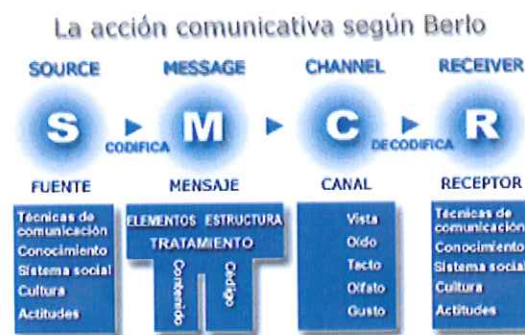 La acción comunicativa según Berlo
SOURCE MESSAGE CHANNEL RECEIVER
S M C R
CODIFICA DECODIFICA
FUENTE MENSAJE CANAL RECEPTOR
Técnicas de
comunicación
Conocimiento
Sistema social
Cultura
Actitudes
ELEMENTOS ESTRUCTURA
TRATAMIENTO
Contenido
Código
Vista
Oído
Tacto
Olfato
Gusto
Técnicas de
comunicación
Conocimiento
Sistema social
Cultura
Actitudes